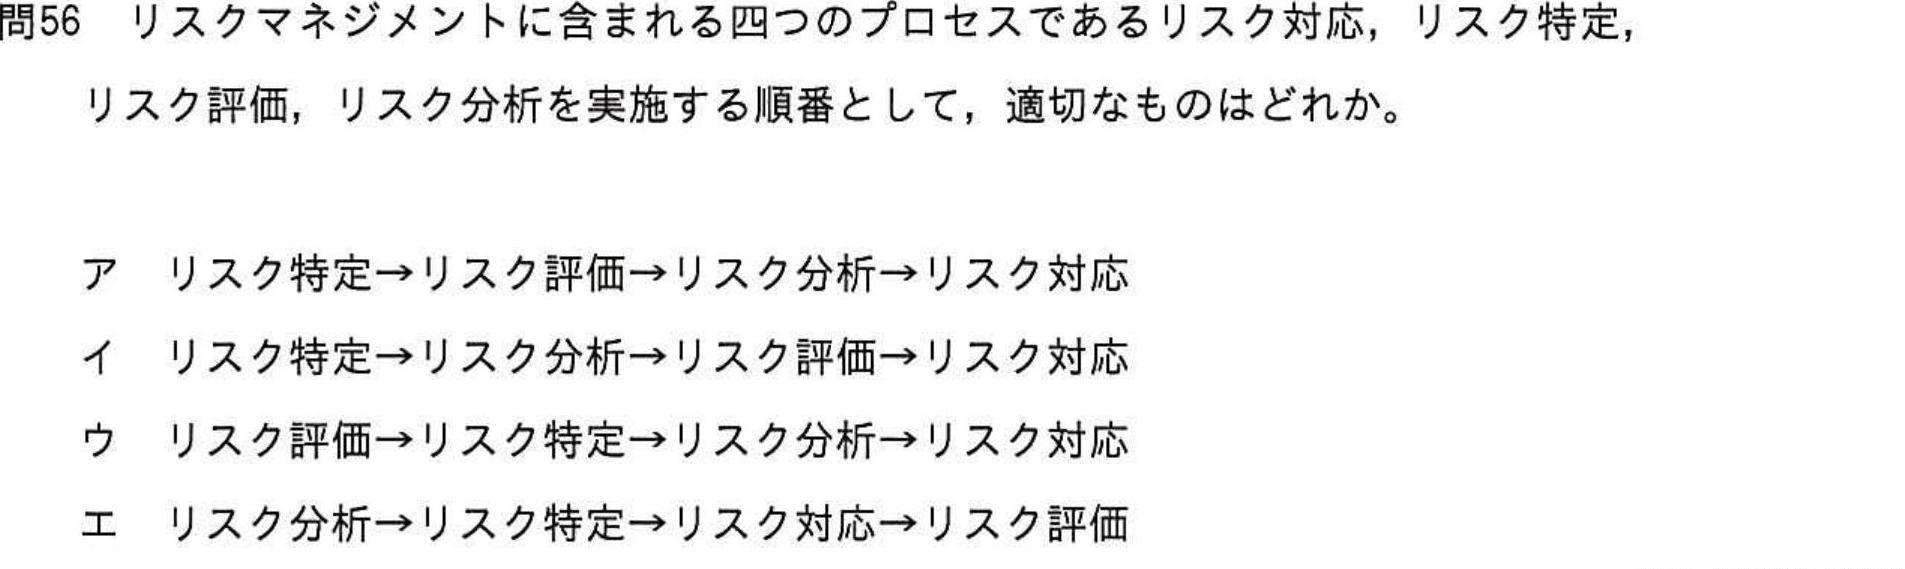 問56　リスクマネジメントに含まれる四つのプロセスであるリスク対応，リスク特定，
リスク評価，リスク分析を実施する順番として，適切なものはどれか。
ア　リスク特定→リスク評価→リスク分析→リスク対応
イ　リスク特定→リスク分析→リスク評価→リスク対応
ウ　リスク評価→リスク特定→リスク分析→リスク対応
エ　リスク分析→リスク特定→リスク対応→リスク評価